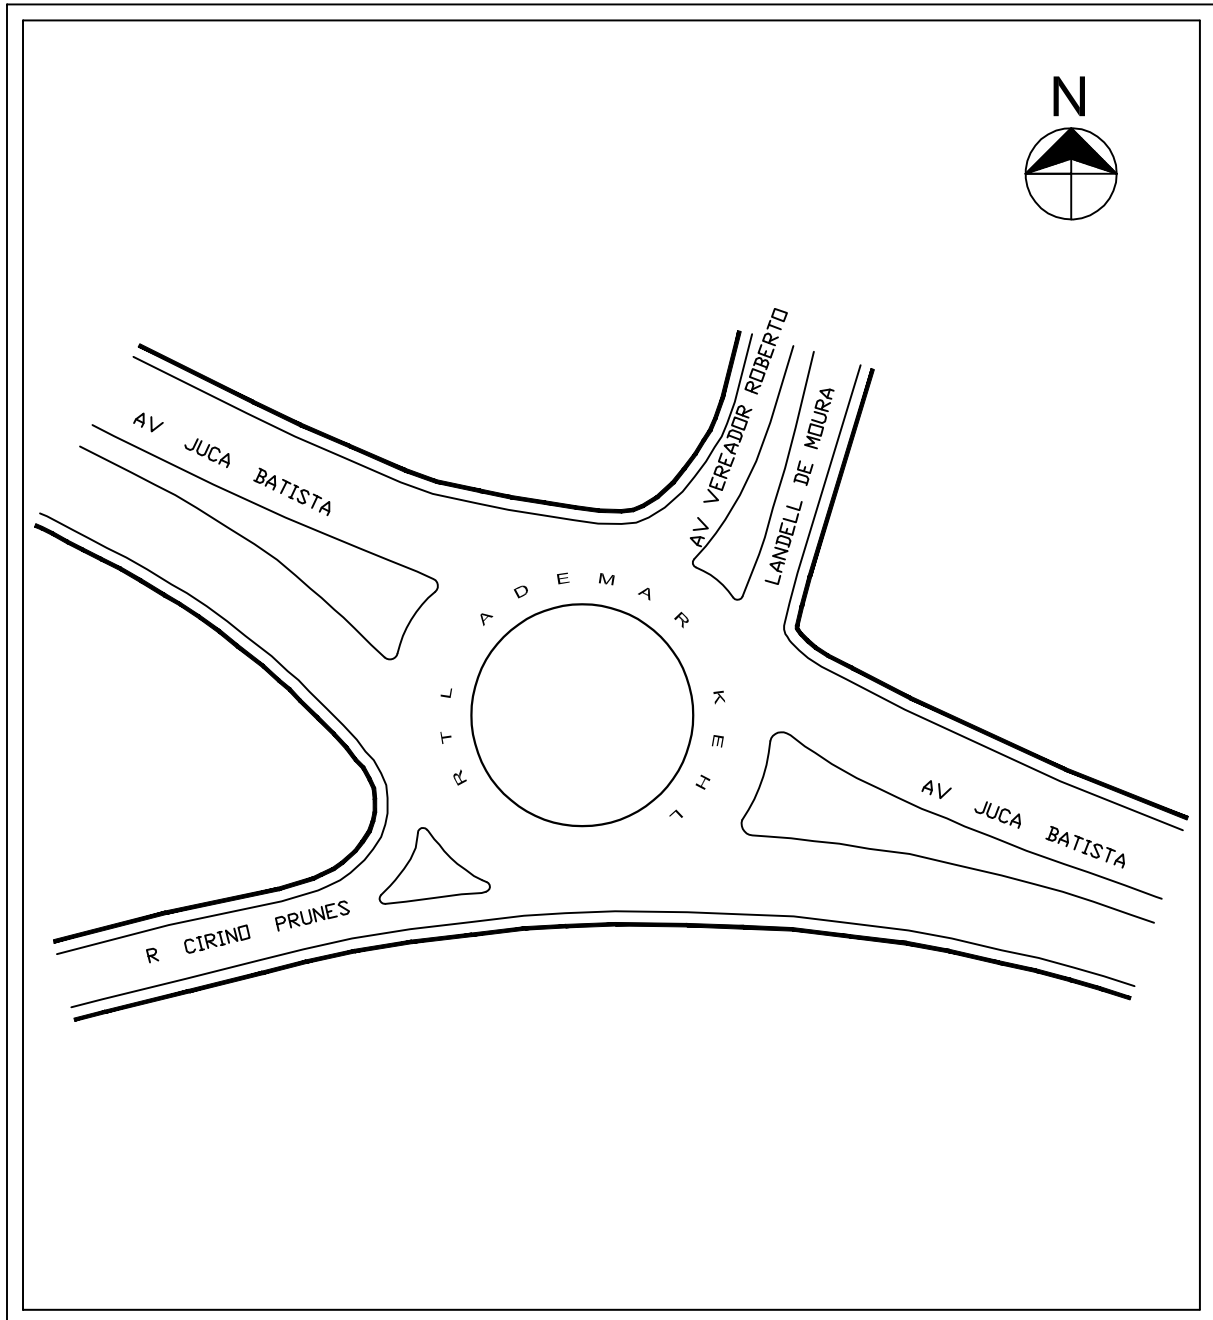 N
AV VEREADOR ROBERTO
LANDELL DE MOURA
AV JUCA BATISTA
RTL ADEMAR KEHL
AV JUCA BATISTA
R CIRINO PRUNES